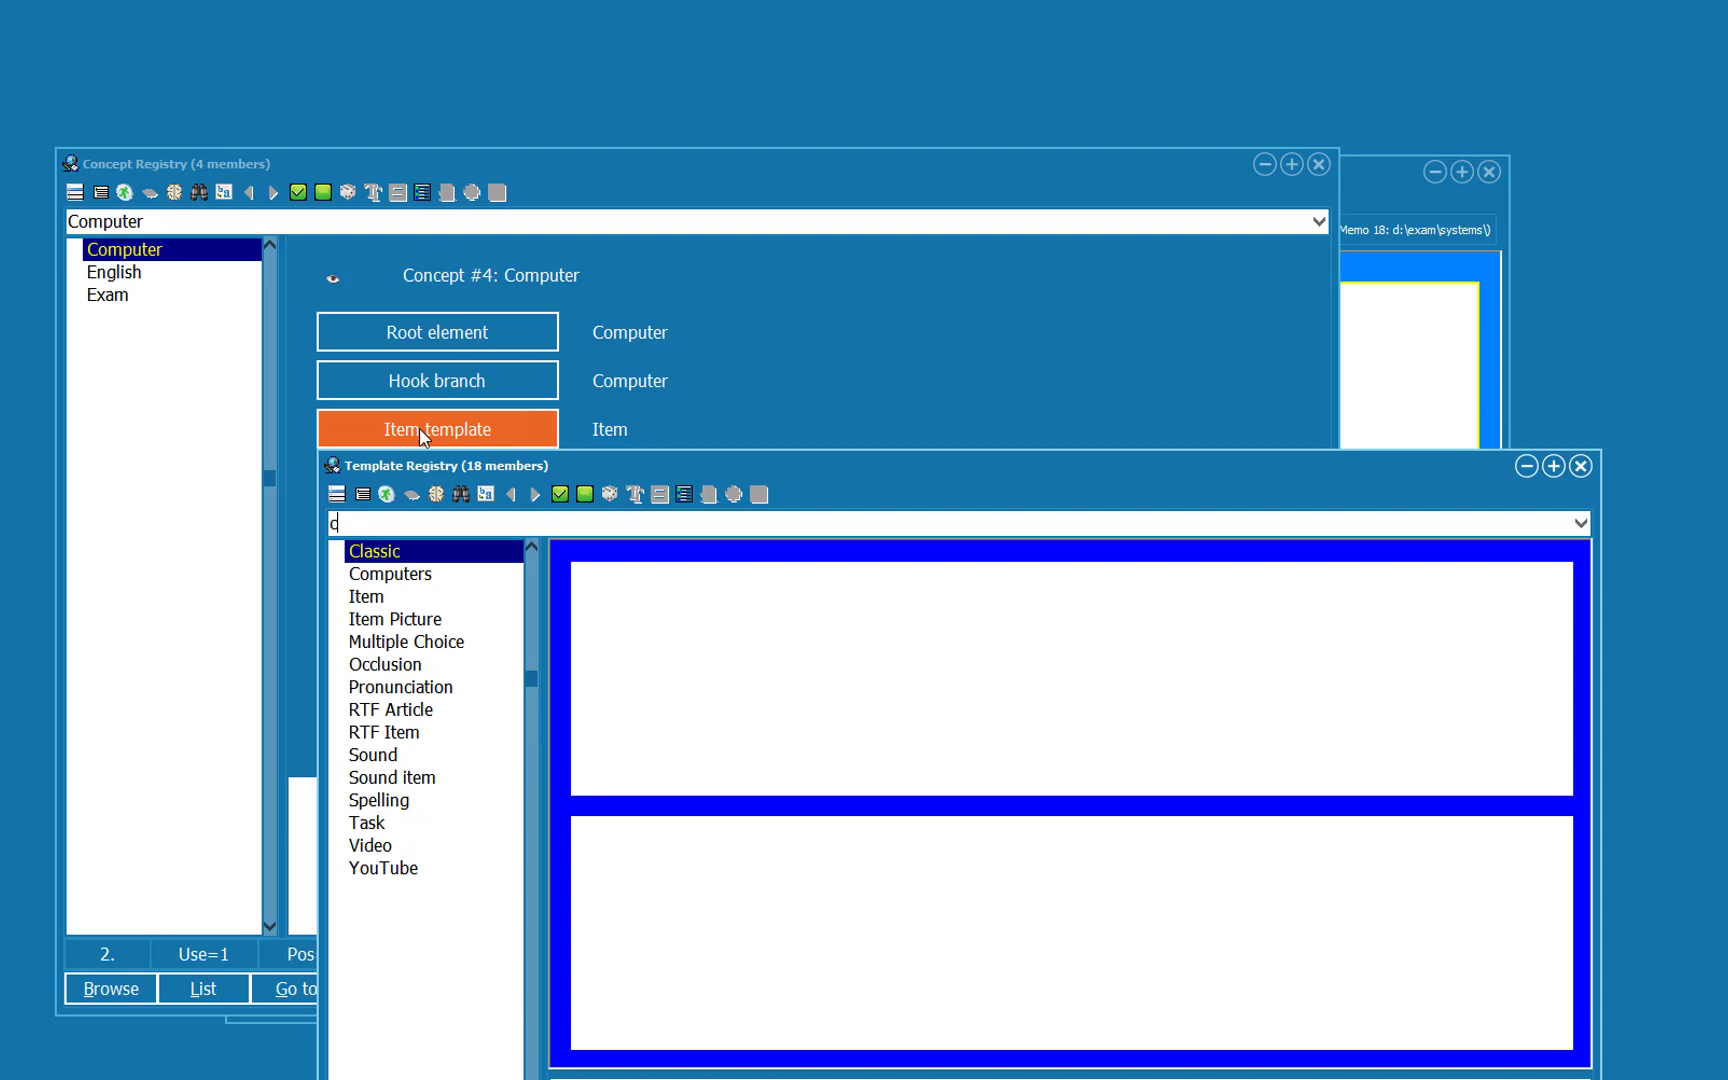 Concept Registry (4 members)
Computer
Memo 18: d:\exam\systems\)
Computer
English
Exam
Concept #4: Computer
Root element Computer
Hook branch Computer
Item template Item
Template Registry (18 members)
c
Classic
Computers
Item
Item Picture
Multiple Choice
Occlusion
Pronunciation
RTF Article
RTF Item
Sound
Sound item
Spelling
Task
Video
YouTube
2. Use=1 Pos
Browse List Go to